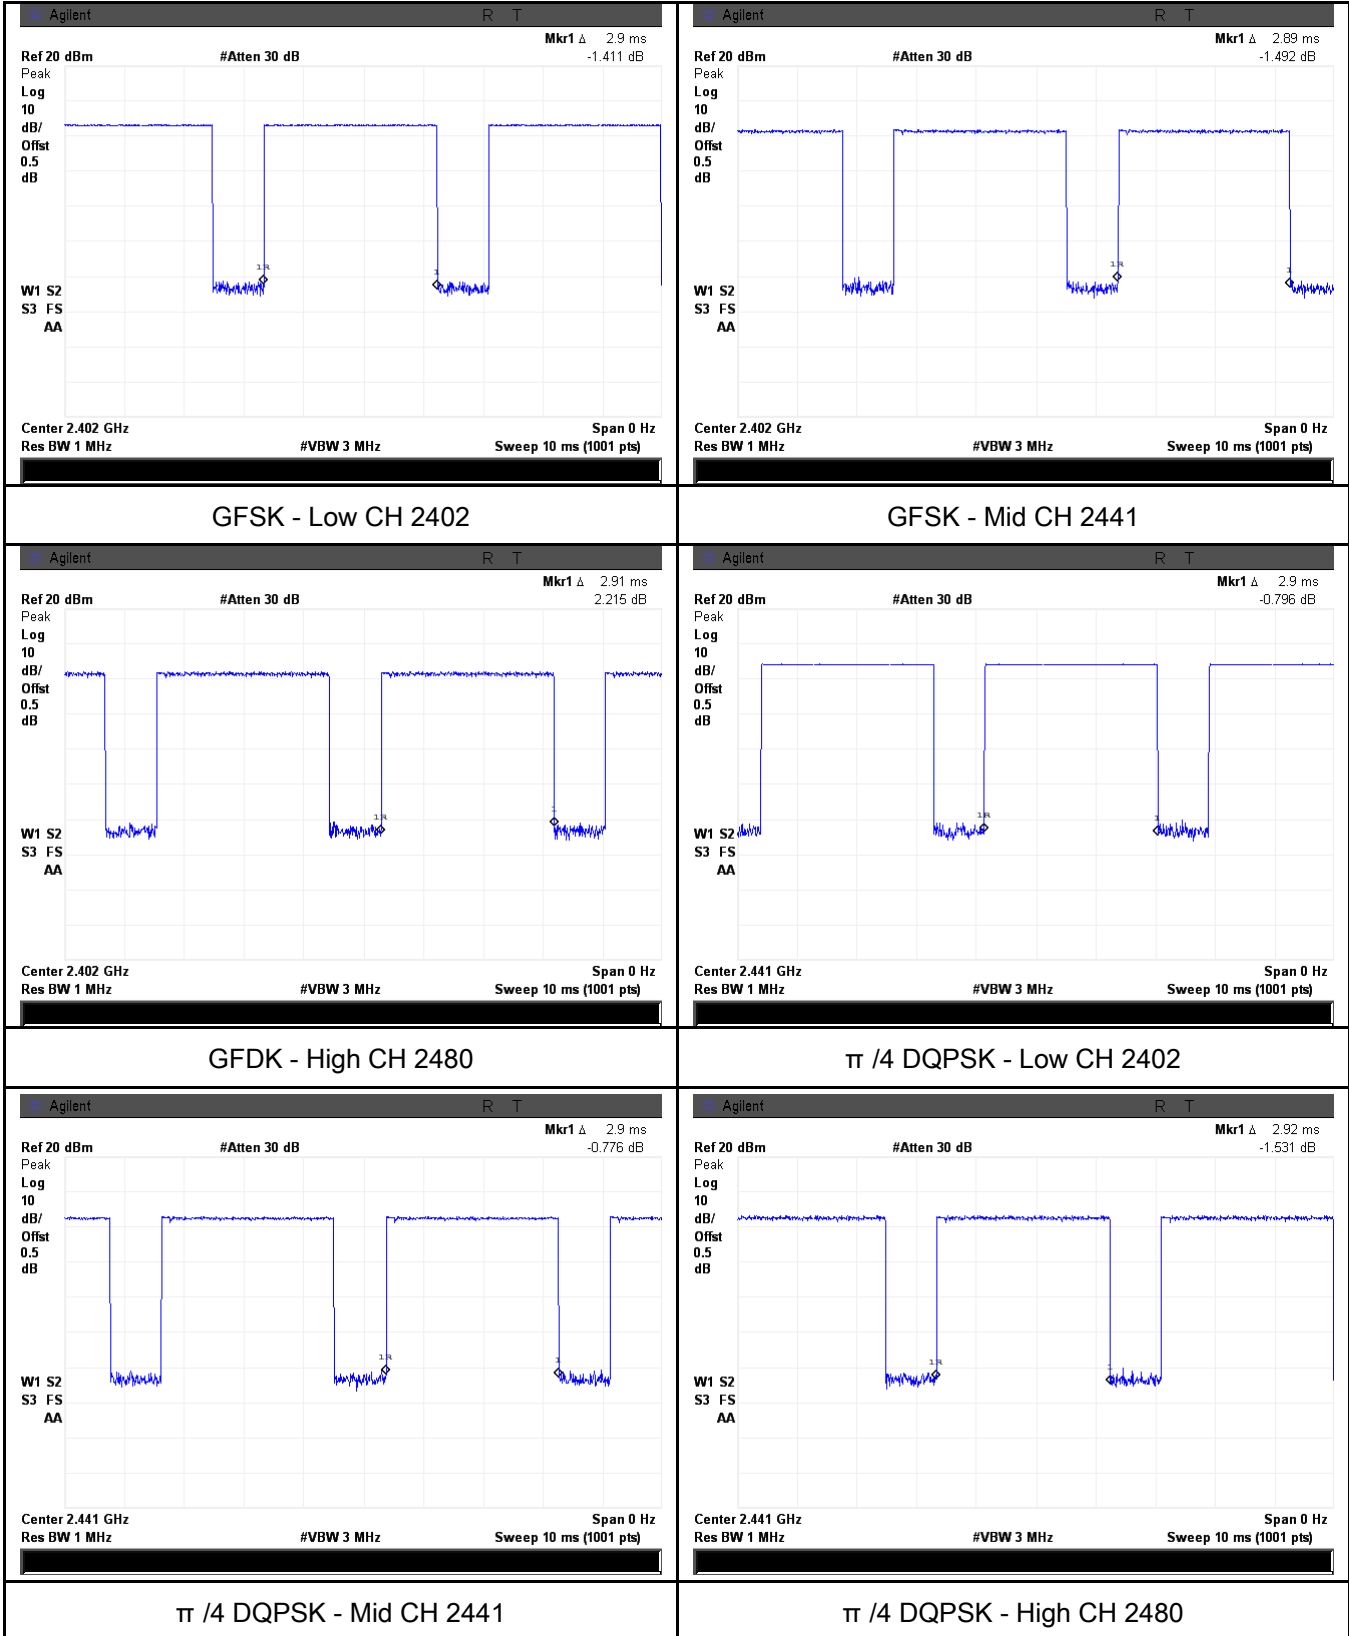 Agilent R T
Mkr1 Δ 2.9 ms
Ref 20 dBm #Atten 30 dB -1.411 dB
Peak
Log
10
dB/
Offst
0.5
dB
1R
1
W1 S2
S3 FS
AA
Center 2.402 GHz Span 0 Hz
Res BW 1 MHz #VBW 3 MHz Sweep 10 ms (1001 pts)
GFSK - Low CH 2402
Agilent R T
Mkr1 Δ 2.89 ms
Ref 20 dBm #Atten 30 dB -1.492 dB
Peak
Log
10
dB/
Offst
0.5
dB
1R
1
W1 S2
S3 FS
AA
Center 2.402 GHz Span 0 Hz
Res BW 1 MHz #VBW 3 MHz Sweep 10 ms (1001 pts)
GFSK - Mid CH 2441
Agilent R T
Mkr1 Δ 2.91 ms
Ref 20 dBm #Atten 30 dB 2.215 dB
Peak
Log
10
dB/
Offst
0.5
dB
1R
1
W1 S2
S3 FS
AA
Center 2.402 GHz Span 0 Hz
Res BW 1 MHz #VBW 3 MHz Sweep 10 ms (1001 pts)
GFDK - High CH 2480
Agilent R T
Mkr1 Δ 2.9 ms
Ref 20 dBm #Atten 30 dB -0.796 dB
Peak
Log
10
dB/
Offst
0.5
dB
1R
1
W1 S2
S3 FS
AA
Center 2.441 GHz Span 0 Hz
Res BW 1 MHz #VBW 3 MHz Sweep 10 ms (1001 pts)
π /4 DQPSK - Low CH 2402
Agilent R T
Mkr1 Δ 2.9 ms
Ref 20 dBm #Atten 30 dB -0.776 dB
Peak
Log
10
dB/
Offst
0.5
dB
1R
1
W1 S2
S3 FS
AA
Center 2.441 GHz Span 0 Hz
Res BW 1 MHz #VBW 3 MHz Sweep 10 ms (1001 pts)
π /4 DQPSK - Mid CH 2441
Agilent R T
Mkr1 Δ 2.92 ms
Ref 20 dBm #Atten 30 dB -1.531 dB
Peak
Log
10
dB/
Offst
0.5
dB
1R
1
W1 S2
S3 FS
AA
Center 2.441 GHz Span 0 Hz
Res BW 1 MHz #VBW 3 MHz Sweep 10 ms (1001 pts)
π /4 DQPSK - High CH 2480